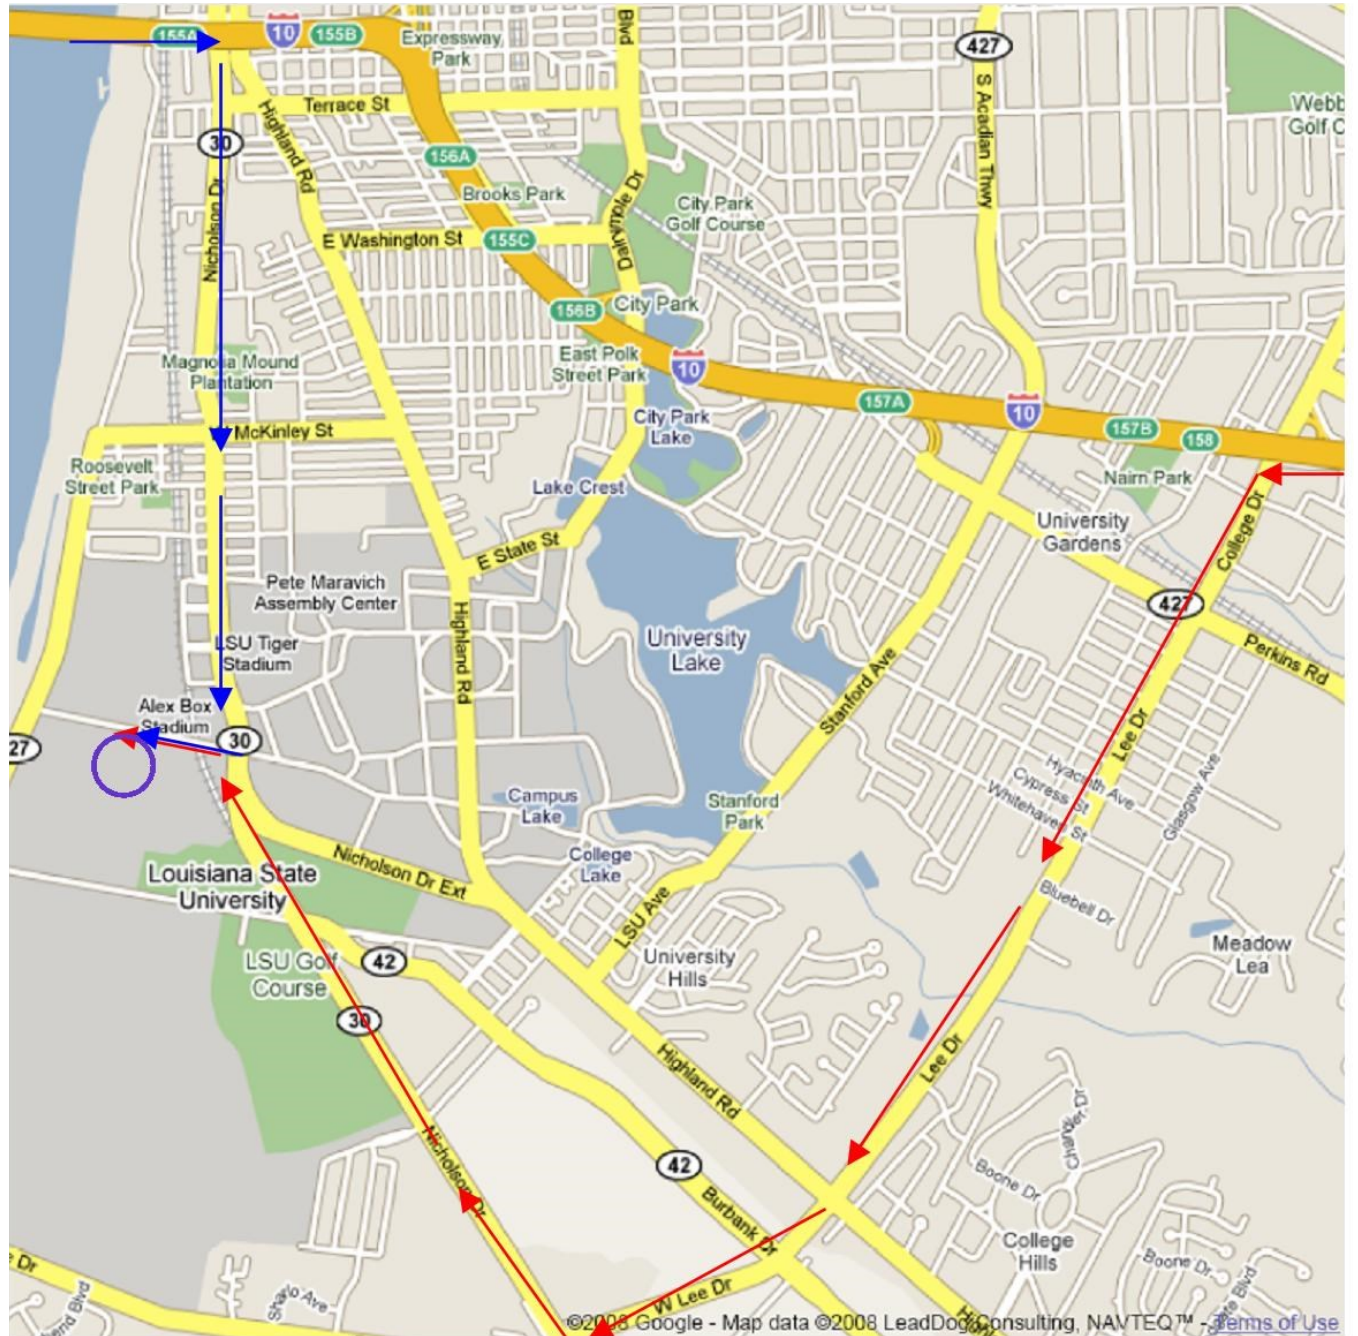 155A
10
155B
Expressway
Park
Blvd
427
S Acadian Thwy
Webb
Golf C
Terrace St
Highland Rd
30
Nicholson Dr
156A
Brooks Park
City Park
Golf Course
Dalrymple Dr
E Washington St
155C
156B
City Park
East Polk
Street Park
10
Magnolia Mound
Plantation
157A
10
157B
158
City Park
Lake
McKinley St
Roosevelt
Street Park
Lake Crest
Nairn Park
University
Gardens
College Dr
E State St
Pete Maravich
Assembly Center
427
Highland Rd
University
Lake
Perkins Rd
LSU Tiger
Stadium
Stanford Ave
Alex Box
Stadium
30
27
Lee Dr
Hyacinth Ave
Cypress St
Whitehaven St
Glasgow Ave
Campus
Lake
Stanford
Park
College
Lake
Nicholson Dr Ext
Louisiana State
University
Bluebell Dr
LSU Ave
Meadow
Lea
University
Hills
42
LSU Golf
Course
30
Lee Dr
Highland Rd
Chandler Dr
Nicholson Dr
42
Boone Dr
Burbank Dr
College
Hills
Boone Dr
Dr
W Lee Dr
Sharlo Ave
Blvd
Blvd
©2008 Google - Map data ©2008 LeadDog Consulting, NAVTEQ™ - Terms of Use